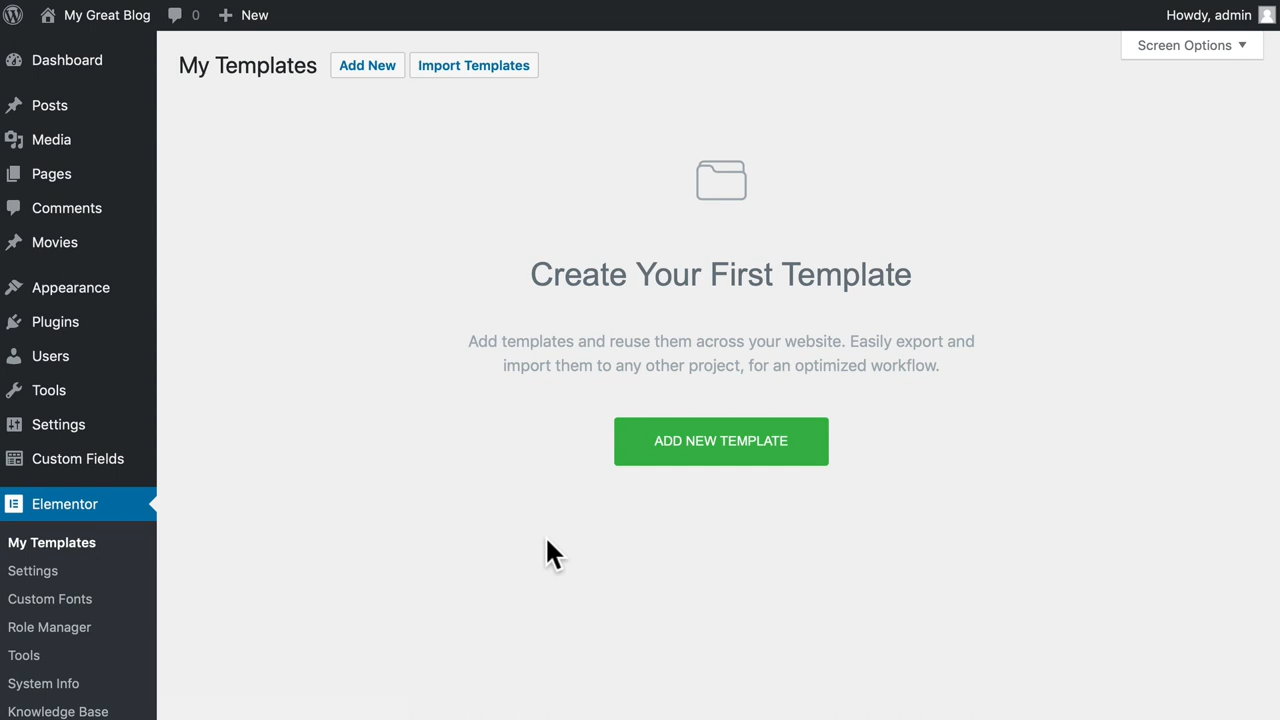 My Great Blog 0 New Howdy, admin
Screen Options ▼
My Templates Add New Import Templates
Dashboard
Posts
Media
Pages
Comments
Movies
Appearance
Plugins
Users
Tools
Settings
Custom Fields
Elementor
My Templates
Settings
Custom Fonts
Role Manager
Tools
System Info
Knowledge Base
Create Your First Template
Add templates and reuse them across your website. Easily export and
import them to any other project, for an optimized workflow.
ADD NEW TEMPLATE